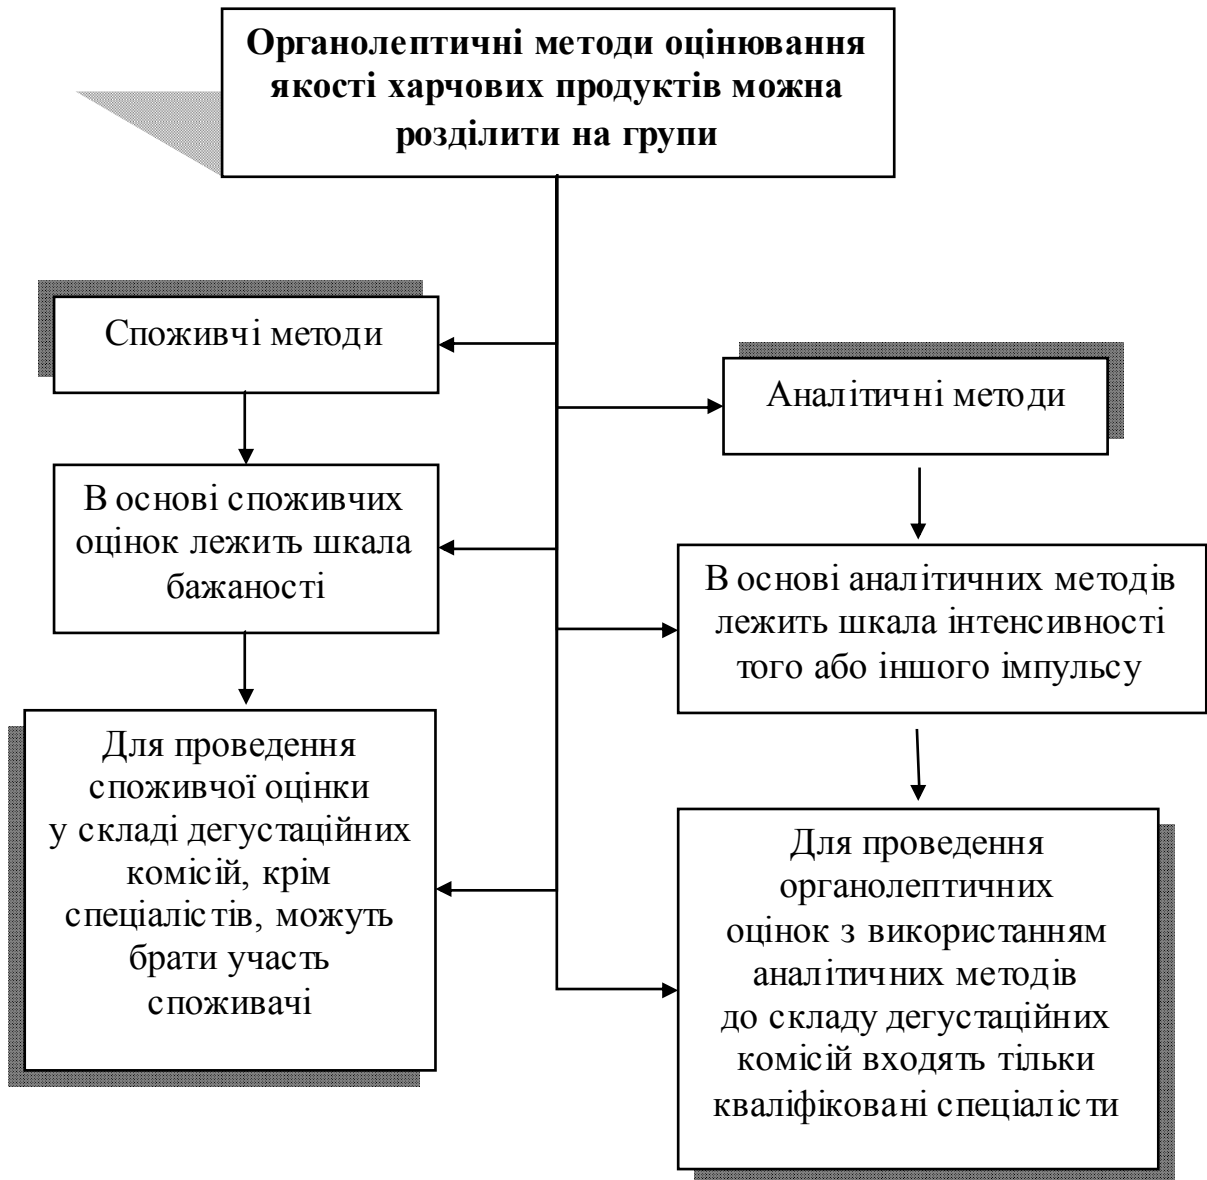 Органолептичні методи оцінювання
якості харчових продуктів можна
розділити на групи
Споживчі методи
В основі споживчих
оцінок лежить шкала
бажаності
Для проведення
споживчої оцінки
у складі дегустаційних
комісій, крім
спеціалістів, можуть
брати участь
споживачі
Аналітичні методи
В основі аналітичних методів
лежить шкала інтенсивності
того або іншого імпульсу
Для проведення
органолептичних
оцінок з використанням
аналітичних методів
до складу дегустаційних
комісій входять тільки
кваліфіковані спеціалісти